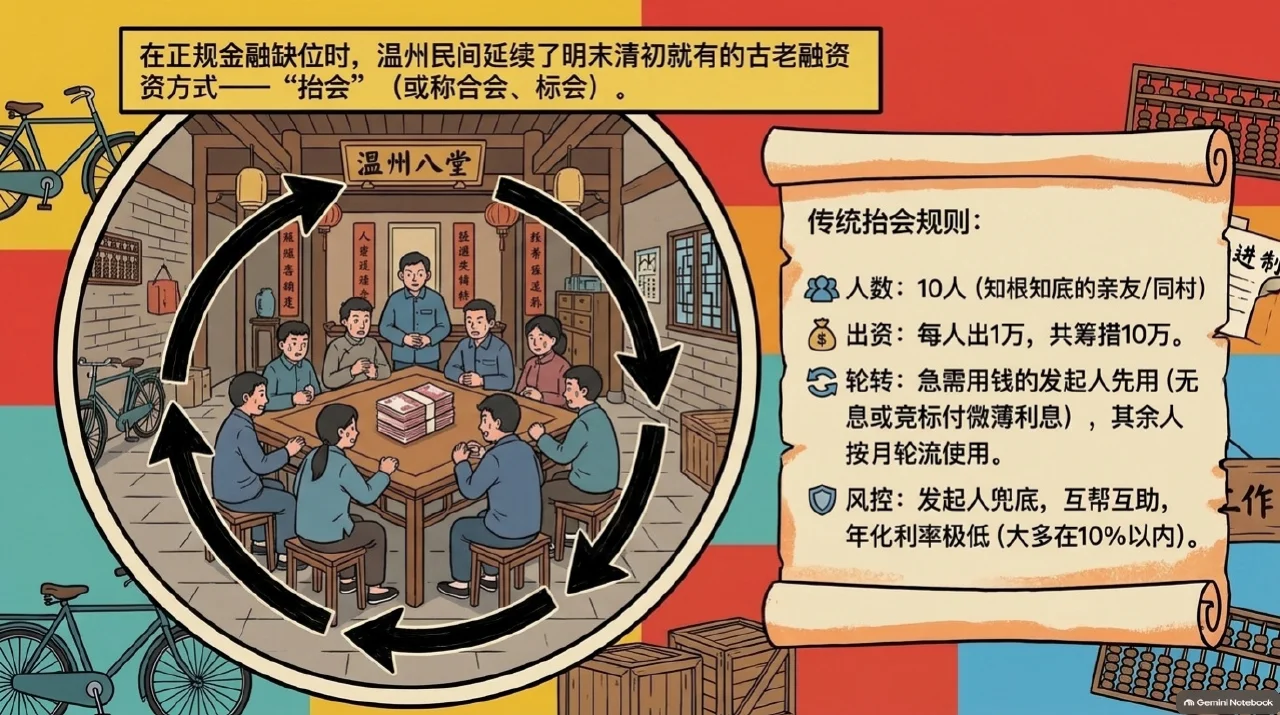 在正规金融缺位时，温州民间延续了明末清初就有的古老融资
资方式——“抬会”（或称合会、标会）。
温州八堂
传统抬会规则：
人数：10人（知根知底的亲友/同村）
出资：每人出1万，共筹措10万。
轮转：急需用钱的发起人先用（无
息或竞标付微薄利息），其余人
按月轮流使用。
风控：发起人兜底，互帮互助，
年化利率极低（大多在10%以内）。
进制
工作
Gemini Notebook